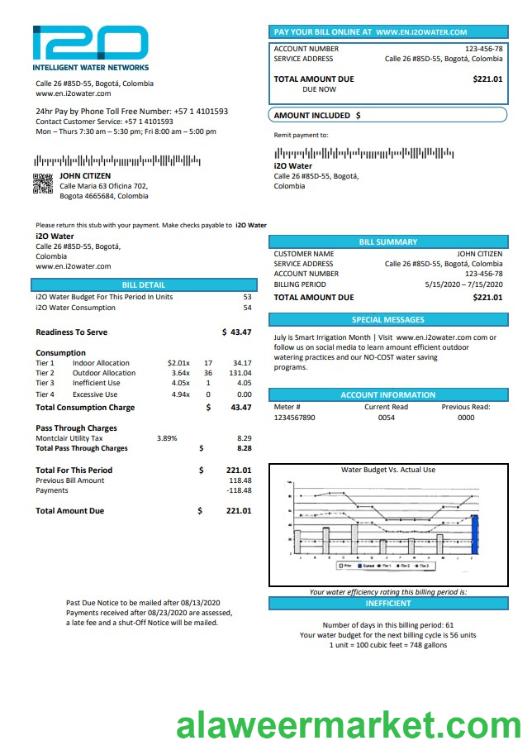 i2O
INTELLIGENT WATER NETWORKS
Calle 26 #85D-55, Bogotá, Colombia
www.en.i2owater.com
24hr Pay by Phone Toll Free Number: +57 1 4101593
Contact Customer Service: +57 1 4101593
Mon – Thurs 7:30 am – 5:30 pm; Fri 8:00 am – 5:00 pm
JOHN CITIZEN
Calle Maria 63 Oficina 702,
Bogota 4665684, Colombia
PAY YOUR BILL ONLINE AT WWW.EN.I2OWATER.COM
ACCOUNT NUMBER 123-456-78
SERVICE ADDRESS Calle 26 #85D-55, Bogotá, Colombia
TOTAL AMOUNT DUE $221.01
DUE NOW
AMOUNT INCLUDED $
Remit payment to:
i2O Water
Calle 26 #85D-55, Bogotá,
Colombia
Please return this stub with your payment. Make checks payable to i2O Water
i2O Water
Calle 26 #85D-55, Bogotá,
Colombia
www.en.i2owater.com
BILL DETAIL
i2O Water Budget For This Period In Units 53
i2O Water Consumption 54
Readiness To Serve $ 43.47
Consumption
Tier 1 Indoor Allocation $2.01x 17 34.17
Tier 2 Outdoor Allocation 3.64x 36 131.04
Tier 3 Inefficient Use 4.05x 1 4.05
Tier 4 Excessive Use 4.94x 0 0.00
Total Consumption Charge $ 43.47
Pass Through Charges
Montclair Utility Tax 3.89% 8.29
Total Pass Through Charges $ 8.28
Total For This Period $ 221.01
Previous Bill Amount 118.48
Payments -118.48
Total Amount Due $ 221.01
Past Due Notice to be mailed after 08/13/2020
Payments received after 08/23/2020 are assessed,
a late fee and a shut-Off Notice will be mailed.
BILL SUMMARY
CUSTOMER NAME JOHN CITIZEN
SERVICE ADDRESS Calle 26 #85D-55, Bogotá, Colombia
ACCOUNT NUMBER 123-456-78
BILLING PERIOD 5/15/2020 – 7/15/2020
TOTAL AMOUNT DUE $221.01
SPECIAL MESSAGES
July is Smart Irrigation Month | Visit www.en.i2owater.com com or
follow us on social media to learn amount efficient outdoor
watering practices and our NO-COST water saving
programs.
ACCOUNT INFORMATION
Meter # Current Read Previous Read:
1234567890 0054 0000
Water Budget Vs. Actual Use
Your water efficiency rating this billing period is:
INEFFICIENT
Number of days in this billing period: 61
Your water budget for the next billing cycle is 56 units
1 unit = 100 cubic feet = 748 gallons
alaweermarket.com